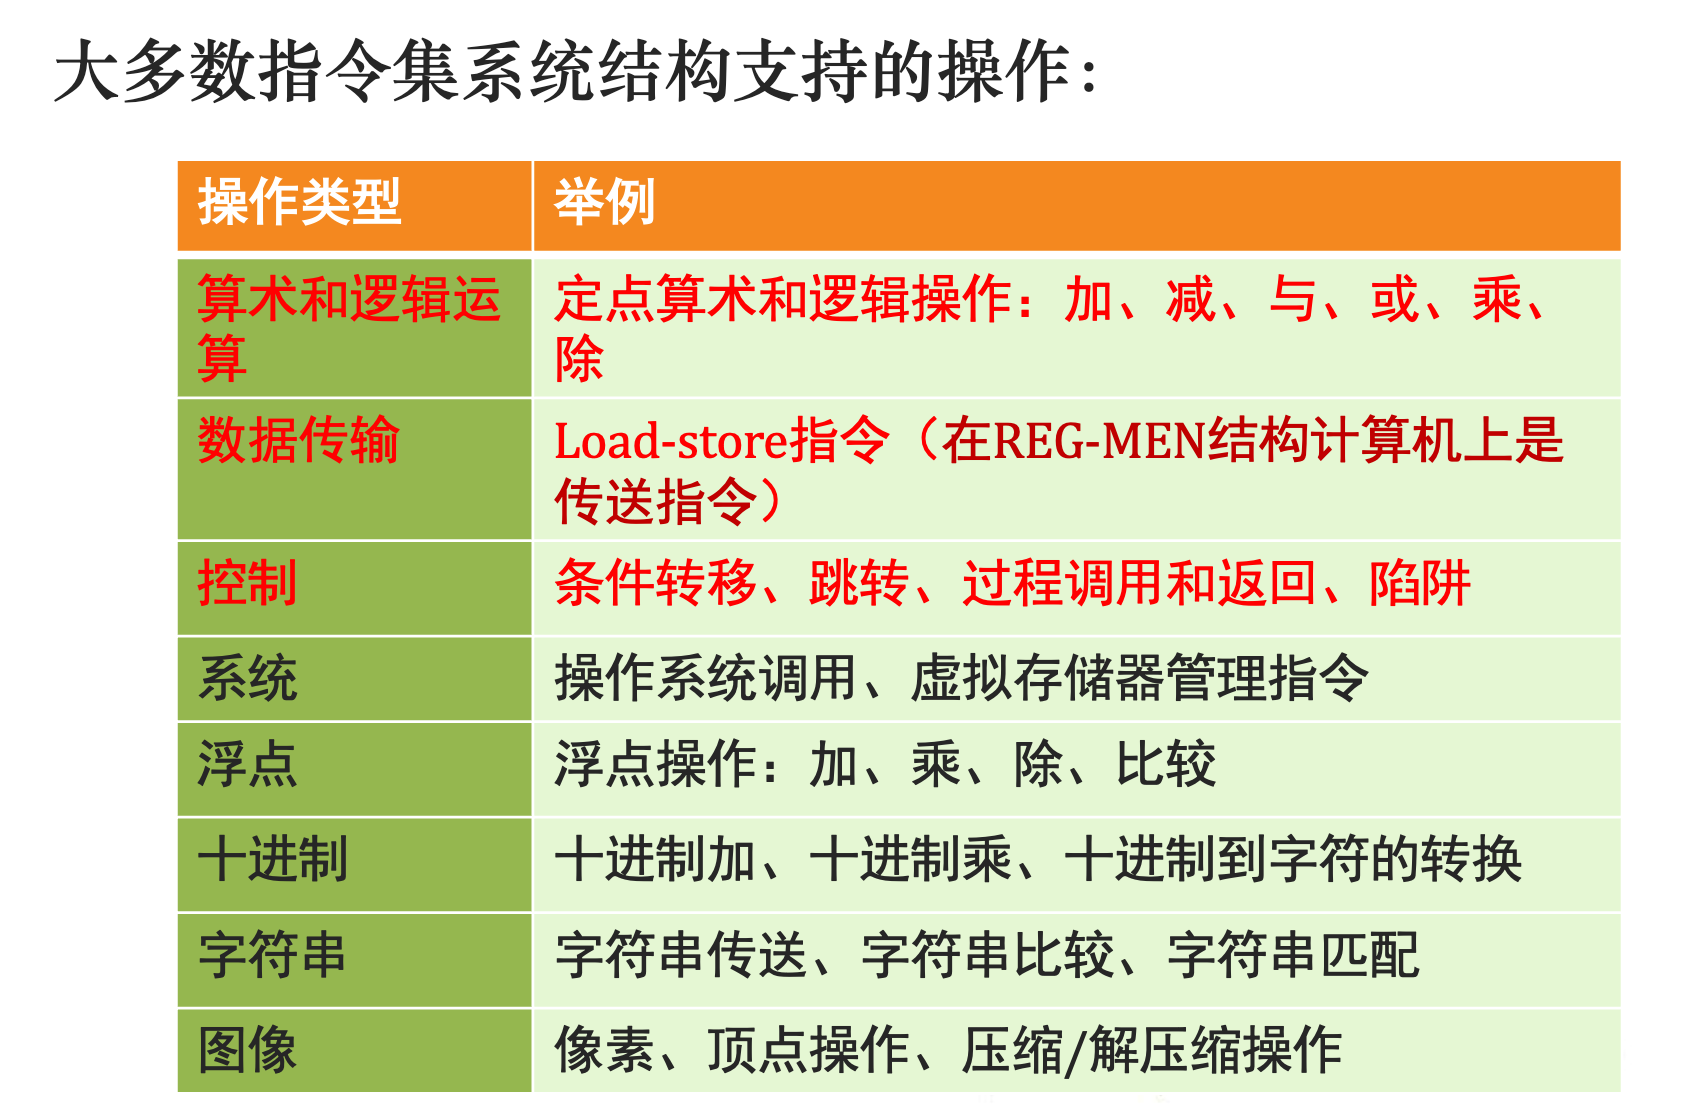 大多数指令集系统结构支持的操作：
操作类型 举例
算术和逻辑运
算
定点算术和逻辑操作：加、减、与、或、乘、
除
数据传输
Load-store指令（在REG-MEN结构计算机上是
传送指令）
控制 条件转移、跳转、过程调用和返回、陷阱
系统 操作系统调用、虚拟存储器管理指令
浮点 浮点操作：加、乘、除、比较
十进制 十进制加、十进制乘、十进制到字符的转换
字符串 字符串传送、字符串比较、字符串匹配
图像 像素、顶点操作、压缩/解压缩操作